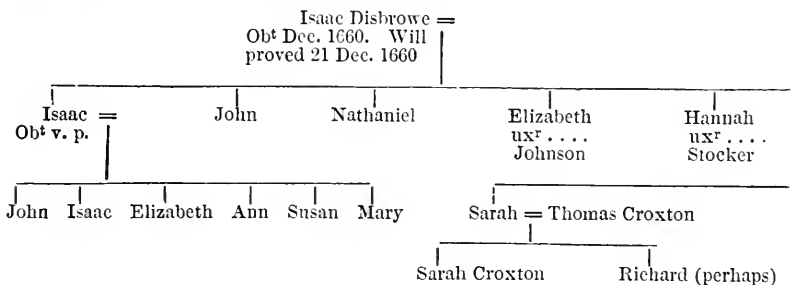 Isaac Disbrowe =
Obᵗ Dec. 1660. Will
proved 21 Dec. 1660
Isaac = John Nathaniel Elizabeth Hannah
Obᵗ v. p. uxʳ .... uxʳ ....
Johnson Stocker
John Isaac Elizabeth Ann Susan Mary Sarah = Thomas Croxton
Sarah Croxton Richard (perhaps)